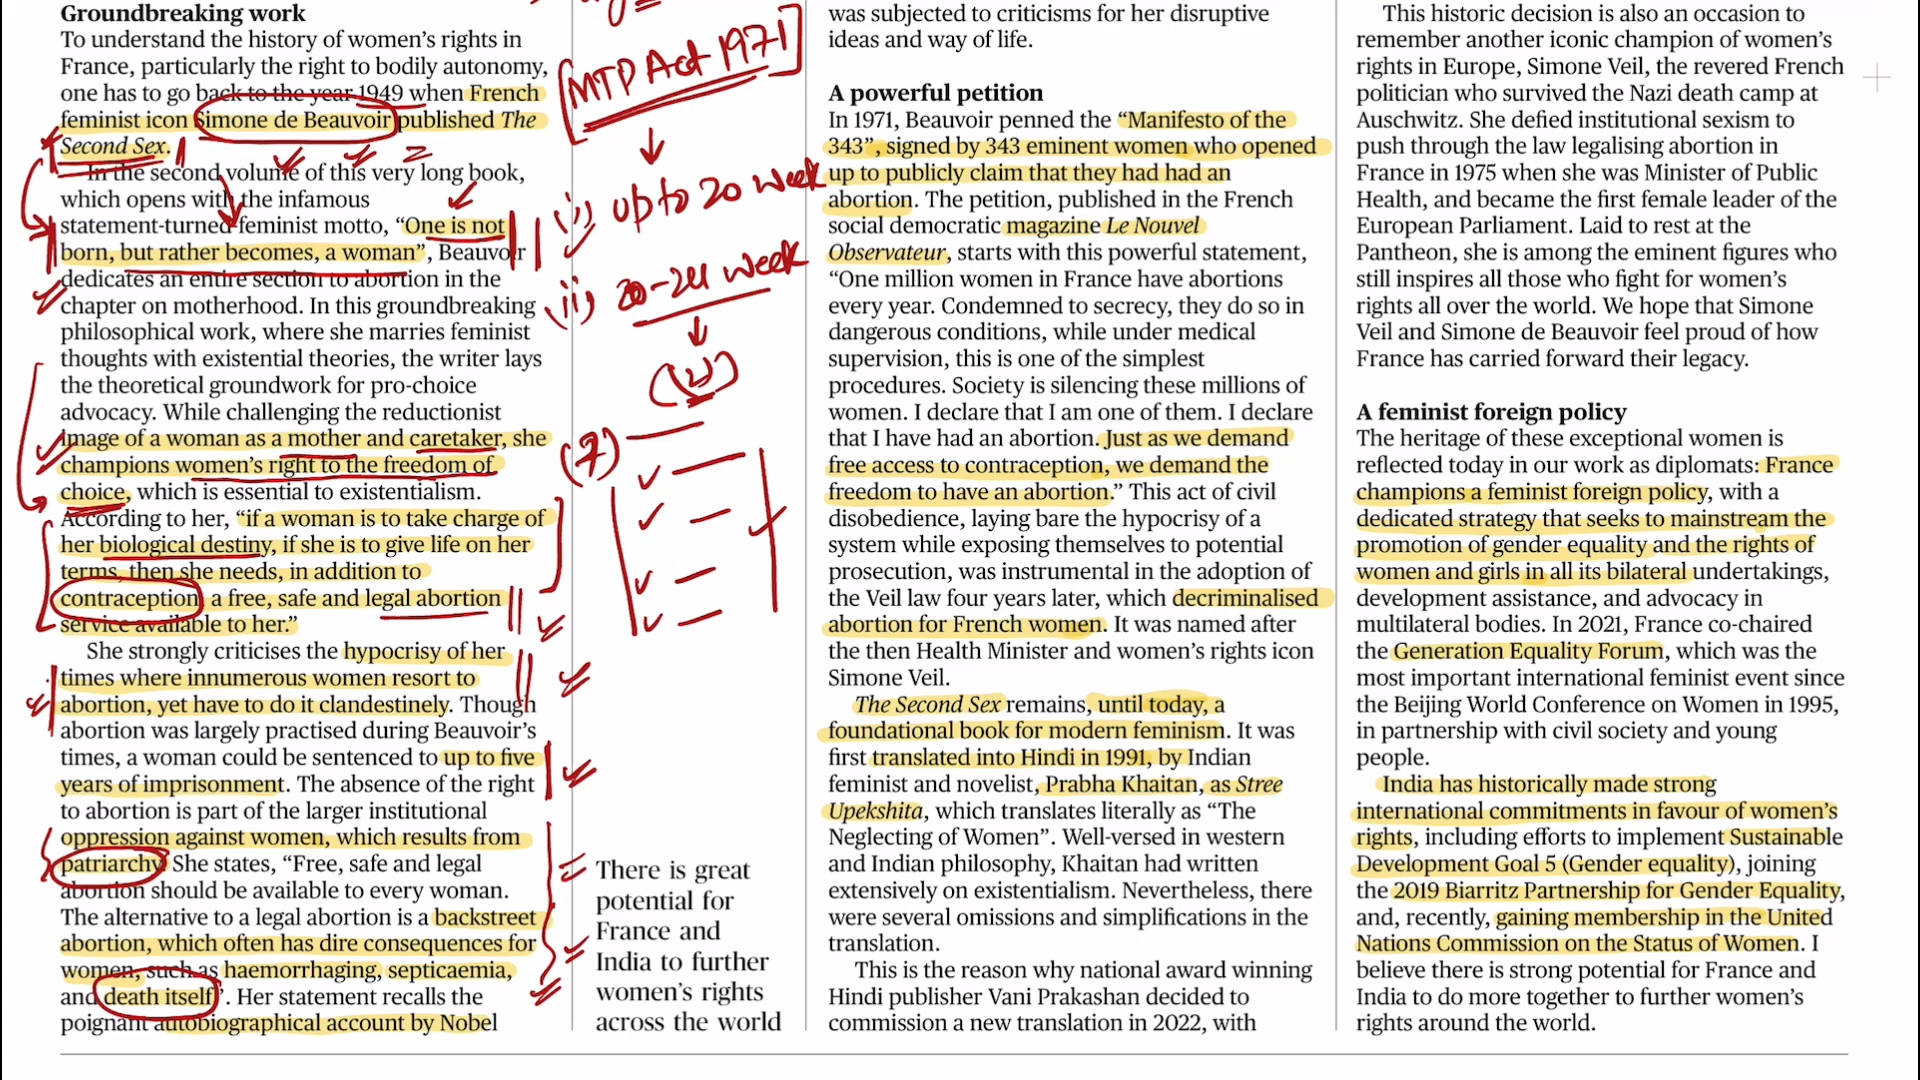 Groundbreaking work
To understand the history of women’s rights in
France, particularly the right to bodily autonomy,
one has to go back to the year 1949 when French
feminist icon Simone de Beauvoir published The
Second Sex.
In the second volume of this very long book,
which opens with the infamous
statement-turned feminist motto, “One is not
born, but rather becomes, a woman”, Beauvoir
dedicates an entire section to abortion in the
chapter on motherhood. In this groundbreaking
philosophical work, where she marries feminist
thoughts with existential theories, the writer lays
the theoretical groundwork for pro-choice
advocacy. While challenging the reductionist
image of a woman as a mother and caretaker, she
champions women’s right to the freedom of
choice, which is essential to existentialism.
According to her, “if a woman is to take charge of
her biological destiny, if she is to give life on her
terms, then she needs, in addition to
contraception, a free, safe and legal abortion
service available to her.”
She strongly criticises the hypocrisy of her
times where innumerous women resort to
abortion, yet have to do it clandestinely. Though
abortion was largely practised during Beauvoir’s
times, a woman could be sentenced to up to five
years of imprisonment. The absence of the right
to abortion is part of the larger institutional
oppression against women, which results from
patriarchy. She states, “Free, safe and legal
abortion should be available to every woman.
The alternative to a legal abortion is a backstreet
abortion, which often has dire consequences for
women, such as haemorrhaging, septicaemia,
and death itself”. Her statement recalls the
poignant autobiographical account by Nobel
MTP Act 1971
(i) up to 20 week
(ii) 20-24 week
(2)
(7)
There is great
potential for
France and
India to further
women’s rights
across the world
was subjected to criticisms for her disruptive
ideas and way of life.
A powerful petition
In 1971, Beauvoir penned the “Manifesto of the
343”, signed by 343 eminent women who opened
up to publicly claim that they had had an
abortion. The petition, published in the French
social democratic magazine Le Nouvel
Observateur, starts with this powerful statement,
“One million women in France have abortions
every year. Condemned to secrecy, they do so in
dangerous conditions, while under medical
supervision, this is one of the simplest
procedures. Society is silencing these millions of
women. I declare that I am one of them. I declare
that I have had an abortion. Just as we demand
free access to contraception, we demand the
freedom to have an abortion.” This act of civil
disobedience, laying bare the hypocrisy of a
system while exposing themselves to potential
prosecution, was instrumental in the adoption of
the Veil law four years later, which decriminalised
abortion for French women. It was named after
the then Health Minister and women’s rights icon
Simone Veil.
The Second Sex remains, until today, a
foundational book for modern feminism. It was
first translated into Hindi in 1991, by Indian
feminist and novelist, Prabha Khaitan, as Stree
Upekshita, which translates literally as “The
Neglecting of Women”. Well-versed in western
and Indian philosophy, Khaitan had written
extensively on existentialism. Nevertheless, there
were several omissions and simplifications in the
translation.
This is the reason why national award winning
Hindi publisher Vani Prakashan decided to
commission a new translation in 2022, with
This historic decision is also an occasion to
remember another iconic champion of women’s
rights in Europe, Simone Veil, the revered French
politician who survived the Nazi death camp at
Auschwitz. She defied institutional sexism to
push through the law legalising abortion in
France in 1975 when she was Minister of Public
Health, and became the first female leader of the
European Parliament. Laid to rest at the
Pantheon, she is among the eminent figures who
still inspires all those who fight for women’s
rights all over the world. We hope that Simone
Veil and Simone de Beauvoir feel proud of how
France has carried forward their legacy.
A feminist foreign policy
The heritage of these exceptional women is
reflected today in our work as diplomats: France
champions a feminist foreign policy, with a
dedicated strategy that seeks to mainstream the
promotion of gender equality and the rights of
women and girls in all its bilateral undertakings,
development assistance, and advocacy in
multilateral bodies. In 2021, France co-chaired
the Generation Equality Forum, which was the
most important international feminist event since
the Beijing World Conference on Women in 1995,
in partnership with civil society and young
people.
India has historically made strong
international commitments in favour of women’s
rights, including efforts to implement Sustainable
Development Goal 5 (Gender equality), joining
the 2019 Biarritz Partnership for Gender Equality,
and, recently, gaining membership in the United
Nations Commission on the Status of Women. I
believe there is strong potential for France and
India to do more together to further women’s
rights around the world.